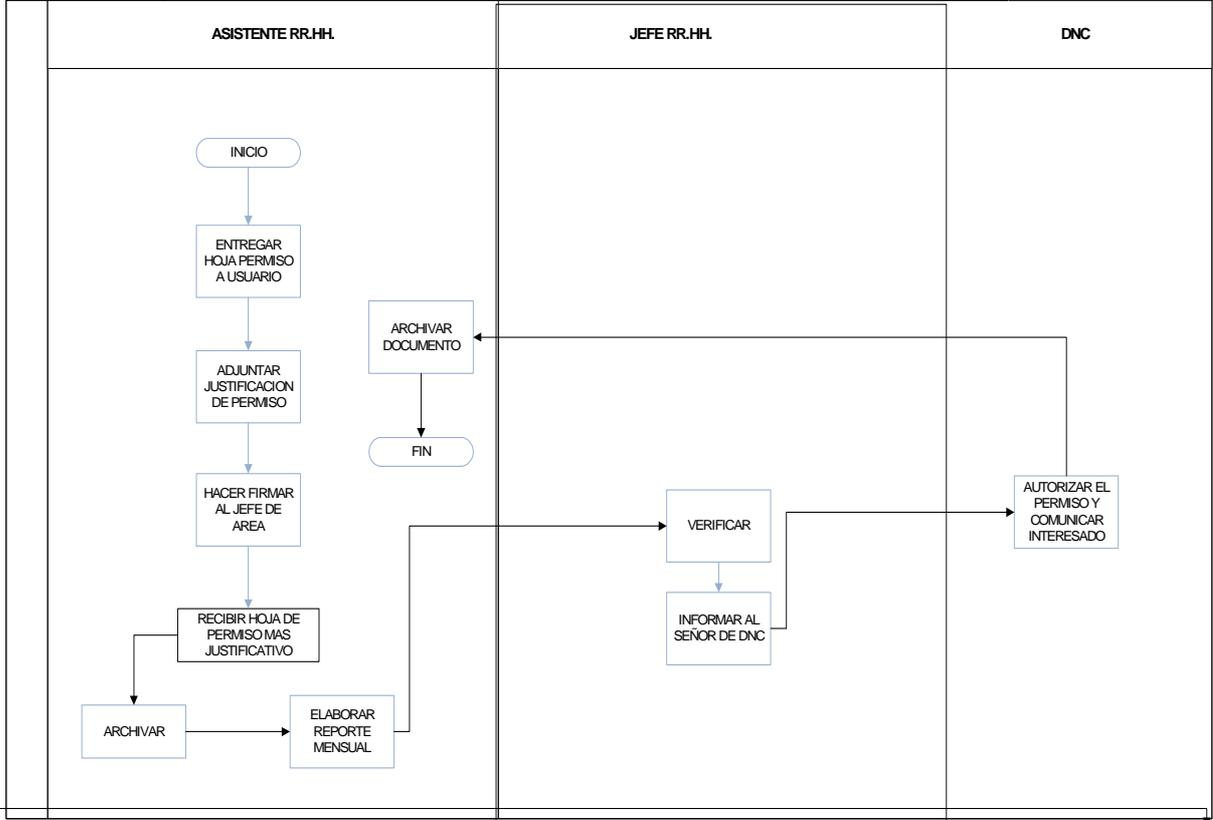 ASISTENTE RR.HH.
JEFE RR.HH.
DNC
INICIO
ENTREGAR
HOJA PERMISO
A USUARIO
ADJUNTAR
JUSTIFICACION
DE PERMISO
HACER FIRMAR
AL JEFE DE
AREA
RECIBIR HOJA DE
PERMISO MAS
JUSTIFICATIVO
ARCHIVAR
ELABORAR
REPORTE
MENSUAL
ARCHIVAR
DOCUMENTO
FIN
VERIFICAR
INFORMAR AL
SEÑOR DE DNC
AUTORIZAR EL
PERMISO Y
COMUNICAR
INTERESADO